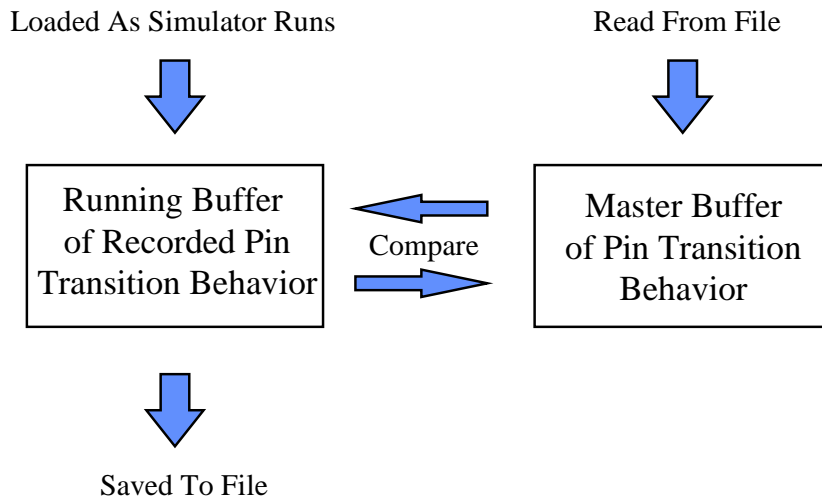 Loaded As Simulator Runs
Read From File
Running Buffer
of Recorded Pin
Transition Behavior
Compare
Master Buffer
of Pin Transition
Behavior
Saved To File